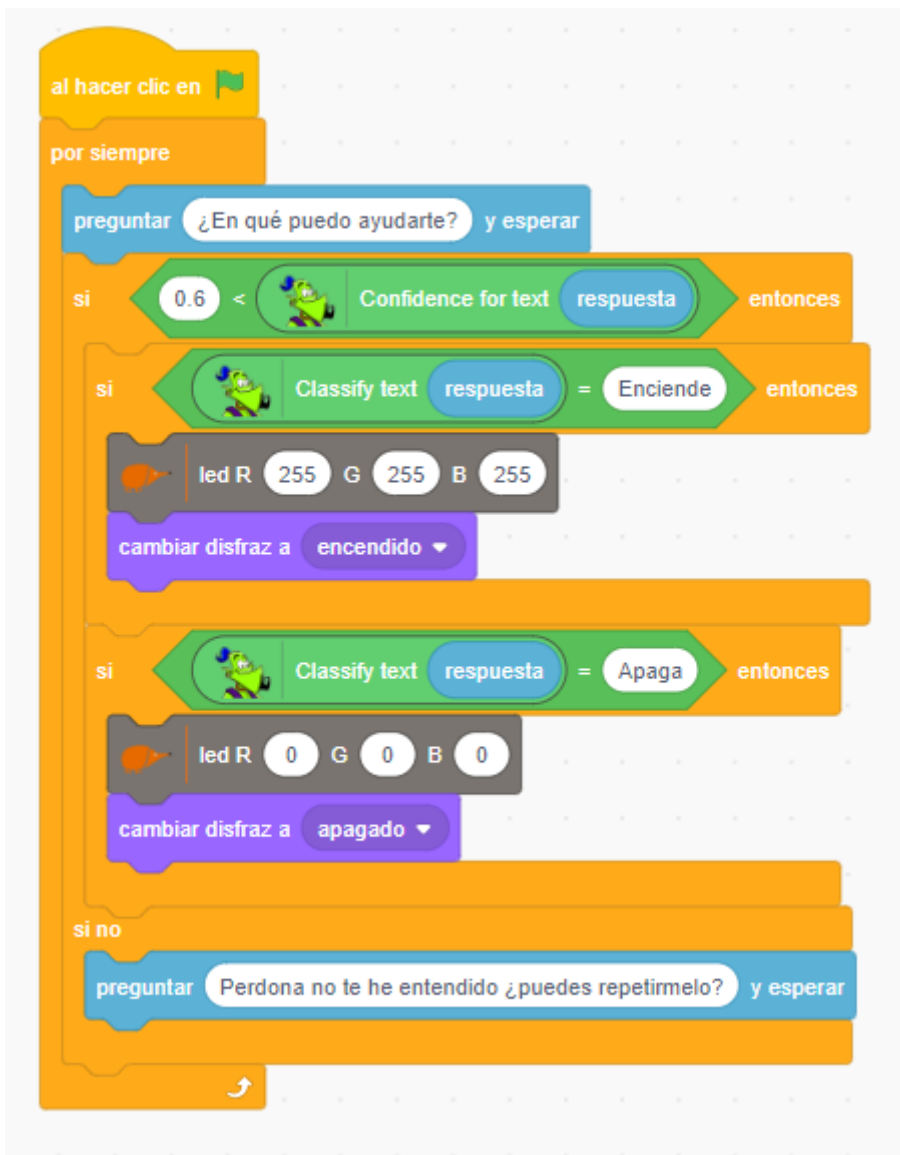 al hacer clic en
por siempre
preguntar ¿En qué puedo ayudarte? y esperar
si 0.6 < Confidence for text respuesta entonces
si Classify text respuesta = Enciende entonces
led R 255 G 255 B 255
cambiar disfraz a encendido
si Classify text respuesta = Apaga entonces
led R 0 G 0 B 0
cambiar disfraz a apagado
si no
preguntar Perdona no te he entendido ¿puedes repetirmelo? y esperar